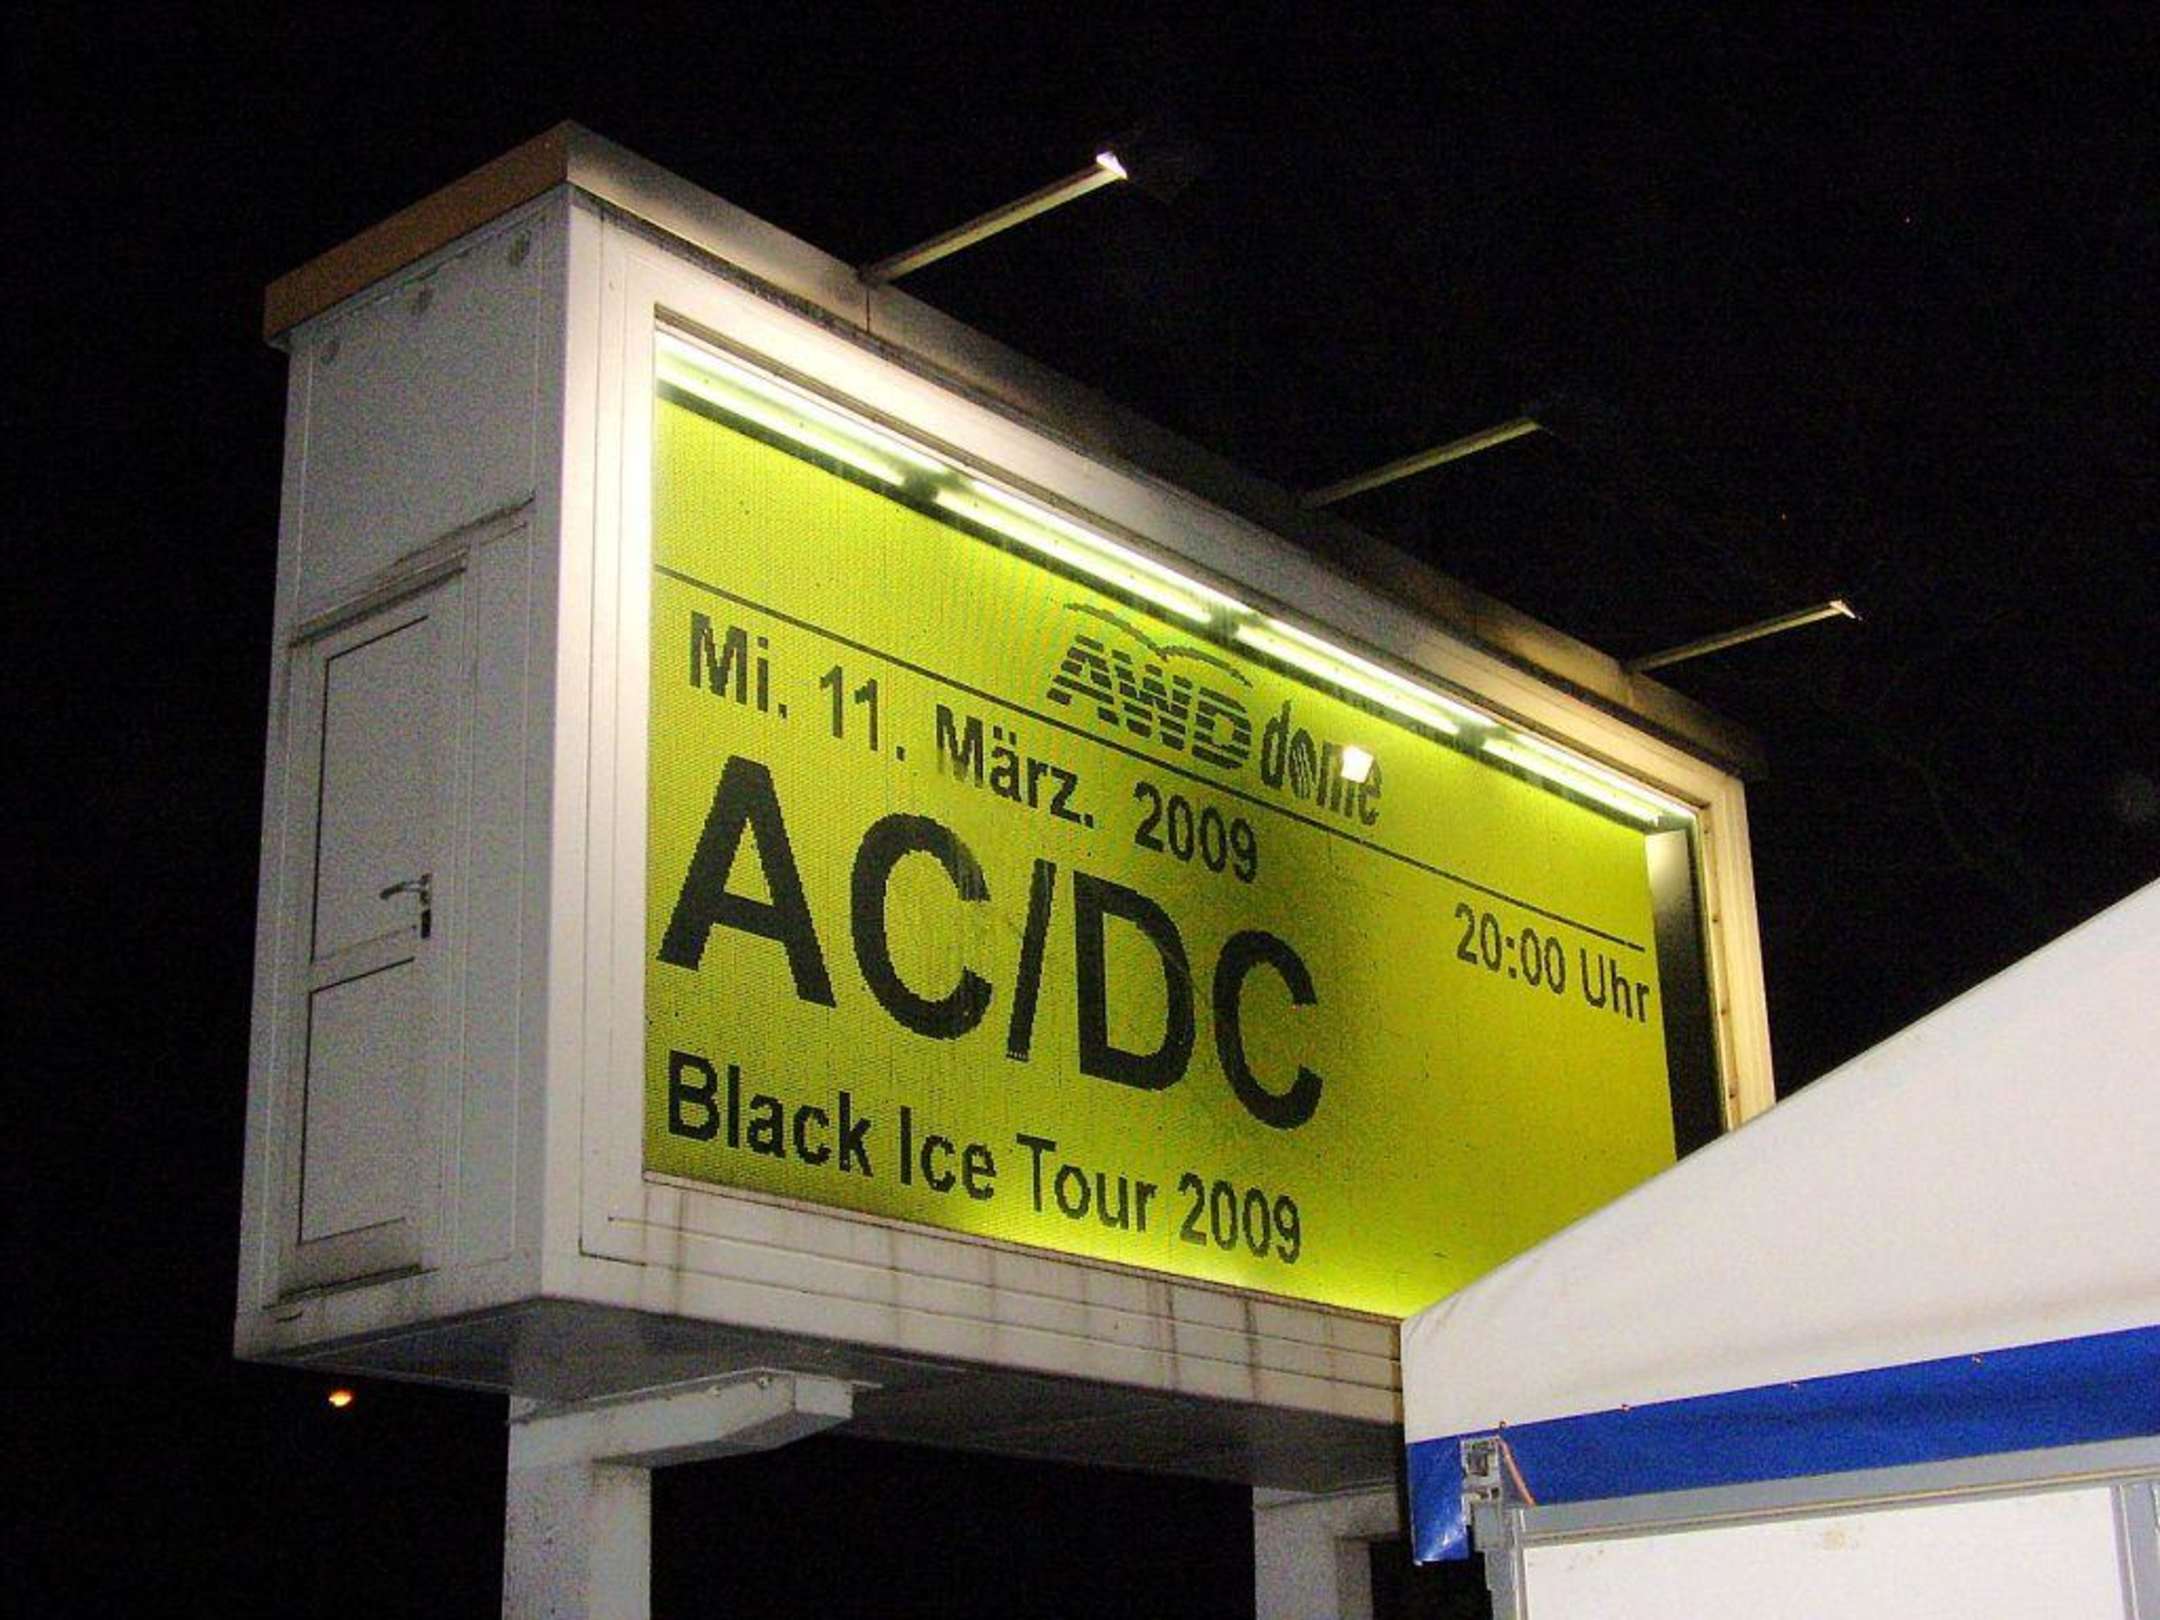 AWD dome
Mi. 11. März. 2009
20:00 Uhr
AC/DC
Black Ice Tour 2009